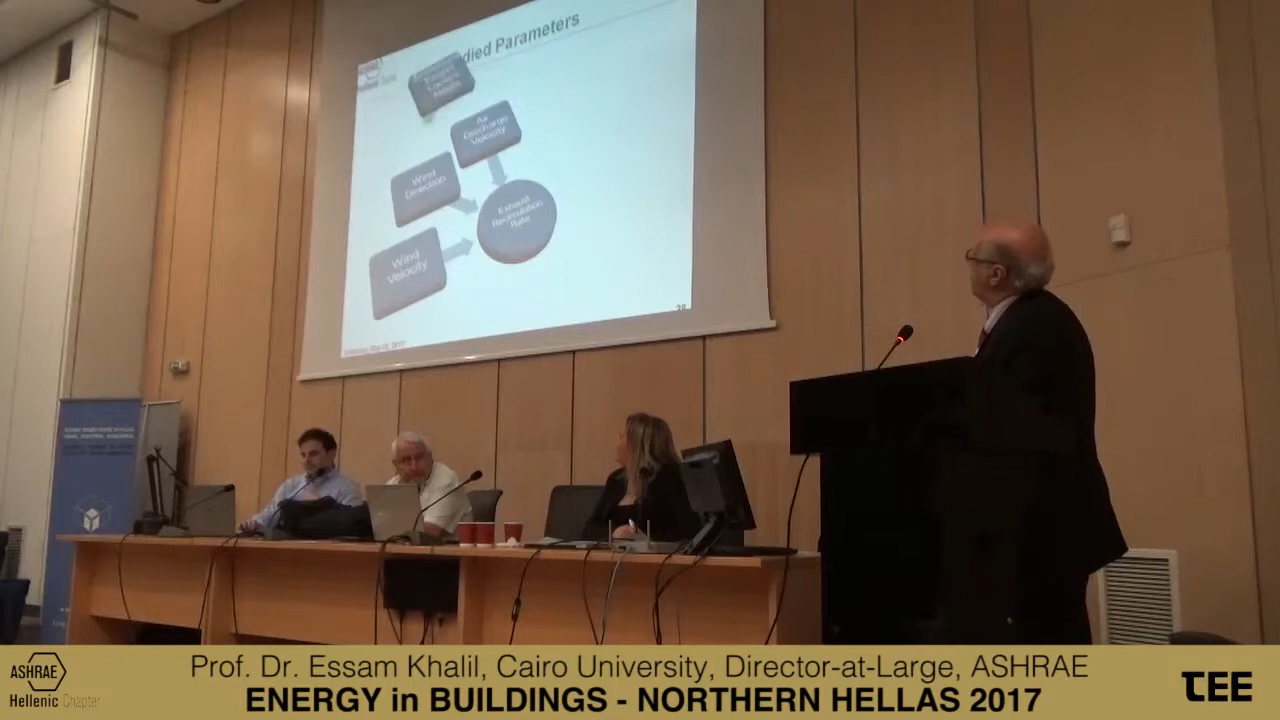 died Parameters
Air
Discharge
Velocity
Wind
Direction
Exhaust
Recirculation
Rate
Wind
Velocity
28
Prof. Dr. Essam Khalil, Cairo University, Director-at-Large, ASHRAE
ENERGY in BUILDINGS - NORTHERN HELLAS 2017
ASHRAE
Hellenic Chapter
TEE